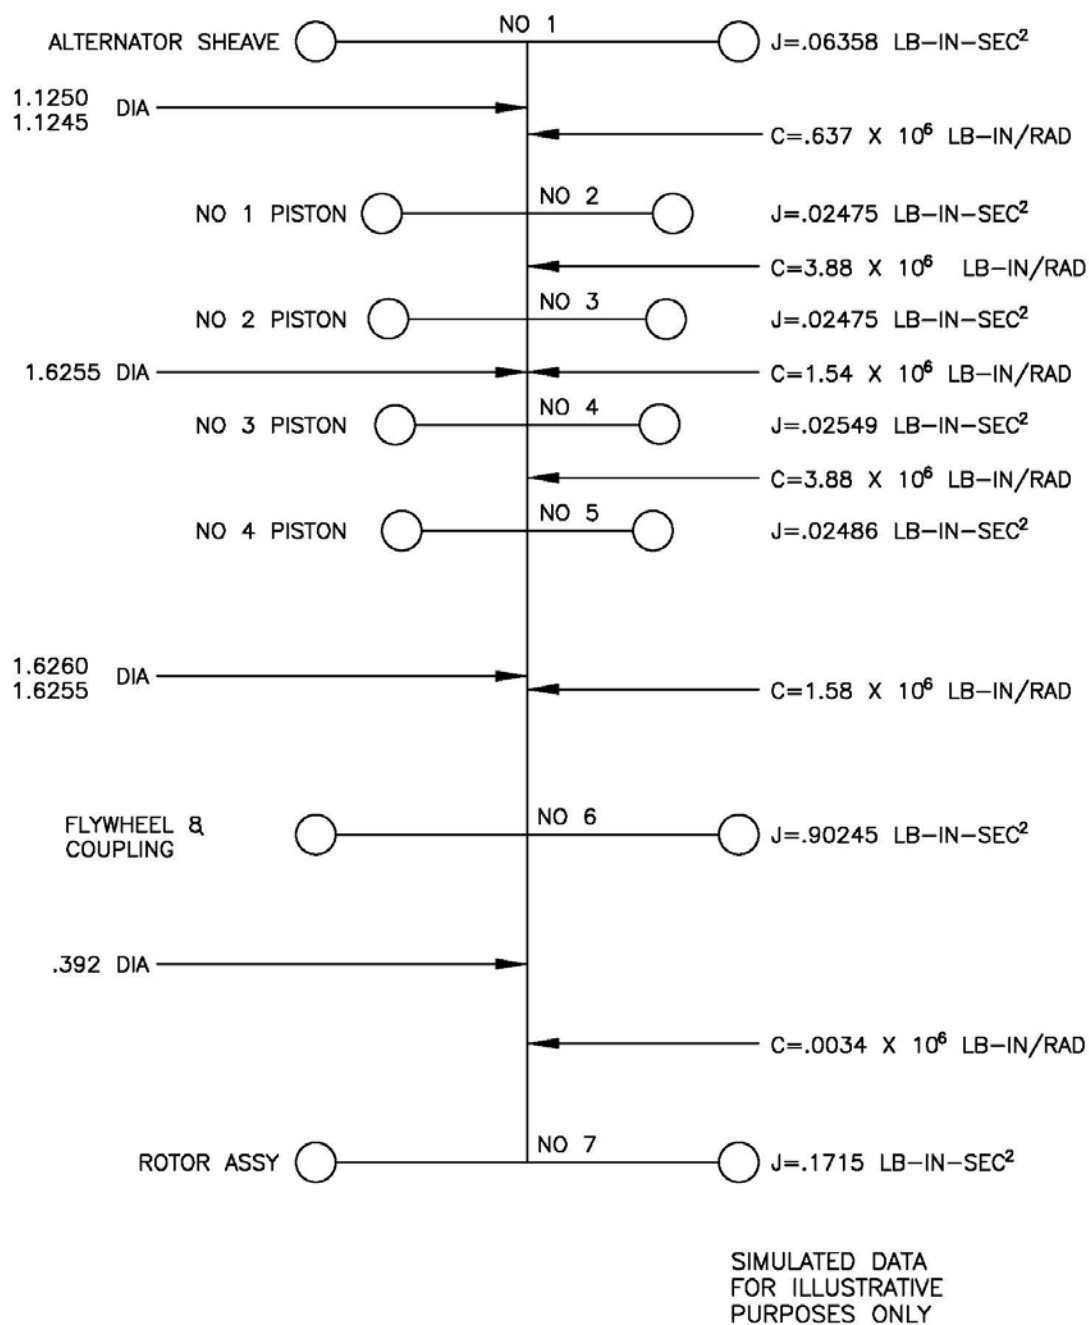 NO 1
ALTERNATOR SHEAVE
J=.06358 LB-IN-SEC²
1.1250
1.1245
DIA
C=.637 X 10⁶ LB-IN/RAD
NO 2
NO 1 PISTON
J=.02475 LB-IN-SEC²
C=3.88 X 10⁶ LB-IN/RAD
NO 3
NO 2 PISTON
J=.02475 LB-IN-SEC²
1.6255 DIA
C=1.54 X 10⁶ LB-IN/RAD
NO 4
NO 3 PISTON
J=.02549 LB-IN-SEC²
C=3.88 X 10⁶ LB-IN/RAD
NO 5
NO 4 PISTON
J=.02486 LB-IN-SEC²
1.6260
1.6255
DIA
C=1.58 X 10⁶ LB-IN/RAD
NO 6
FLYWHEEL &
COUPLING
J=.90245 LB-IN-SEC²
.392 DIA
C=.0034 X 10⁶ LB-IN/RAD
NO 7
ROTOR ASSY
J=.1715 LB-IN-SEC²
SIMULATED DATA
FOR ILLUSTRATIVE
PURPOSES ONLY